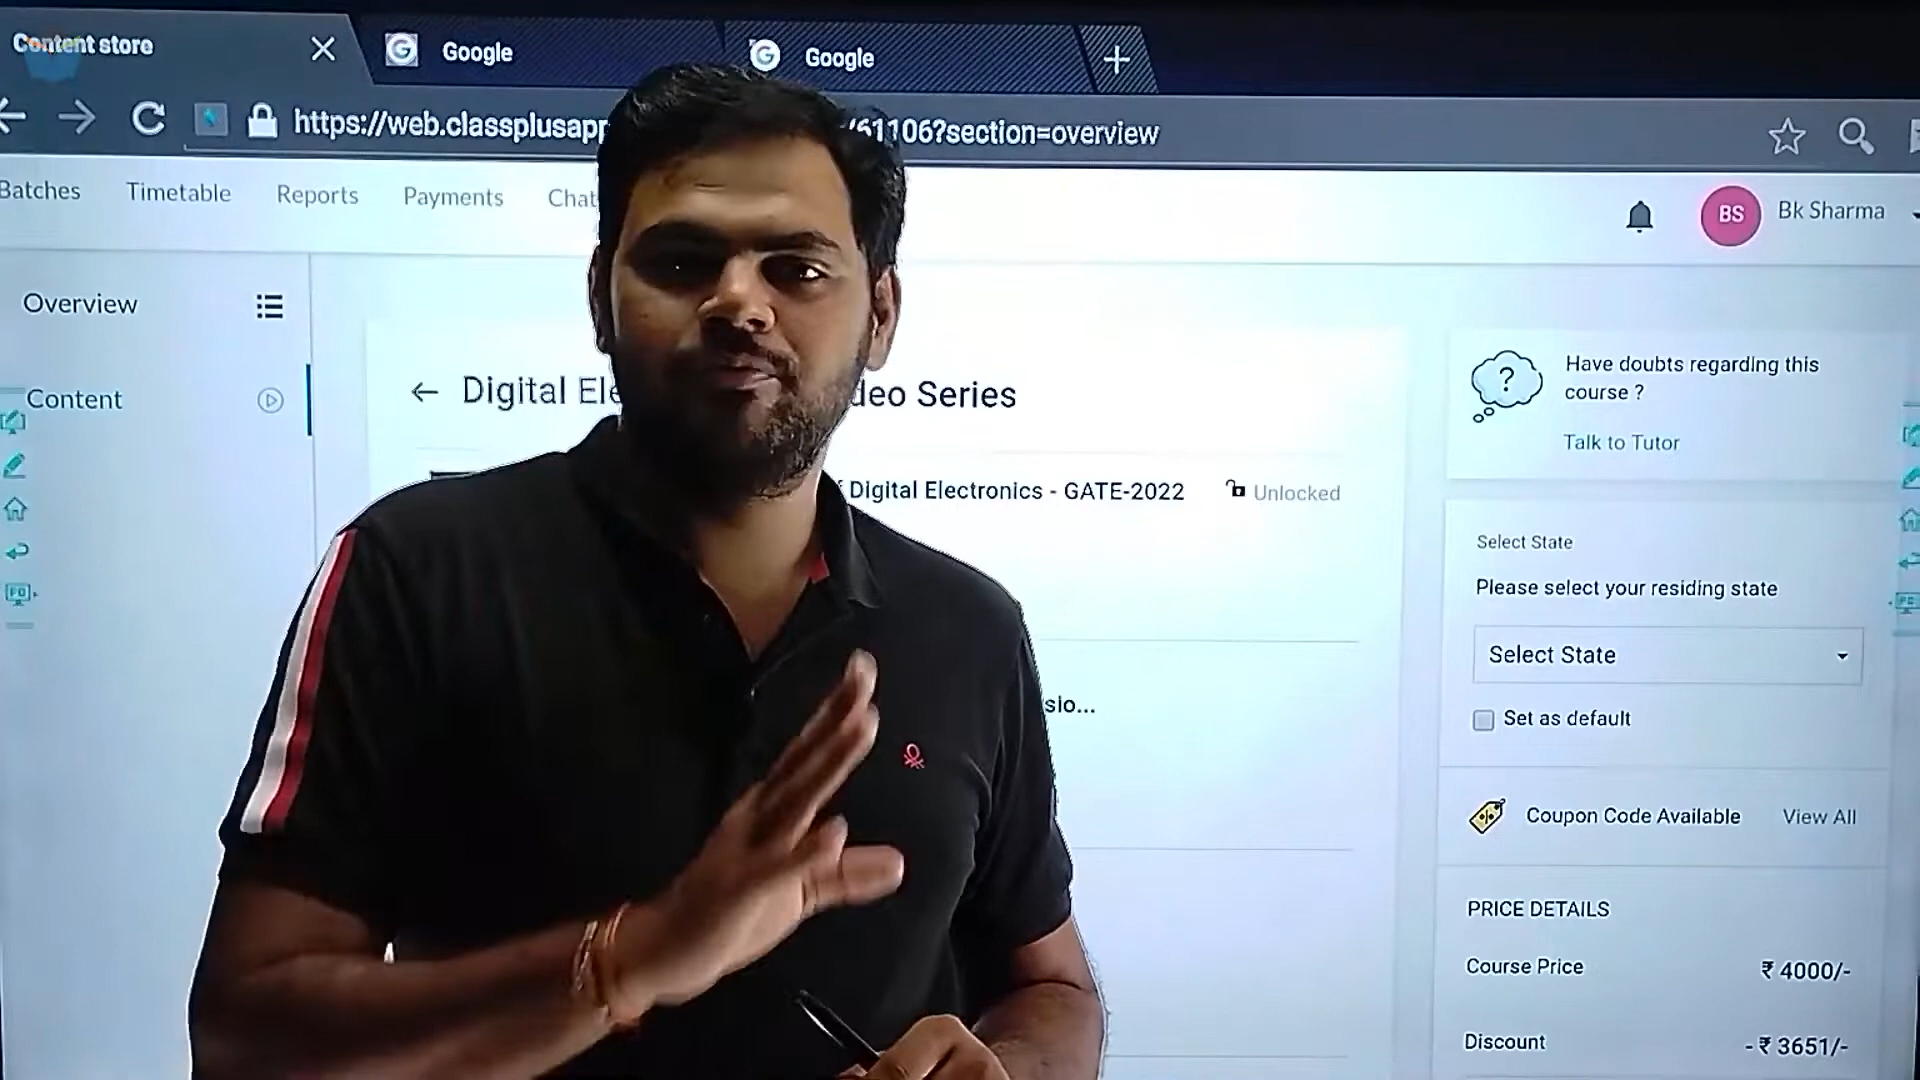 Content store
Google
Google
https://web.classplusapp
/61106?section=overview
Batches
Timetable
Reports
Payments
Chat
BS
Bk Sharma
Overview
Content
Digital Ele
deo Series
Digital Electronics - GATE-2022
Unlocked
slo...
Have doubts regarding this
course ?
Talk to Tutor
Select State
Please select your residing state
Select State
Set as default
Coupon Code Available
View All
PRICE DETAILS
Course Price
₹ 4000/-
Discount
- ₹ 3651/-